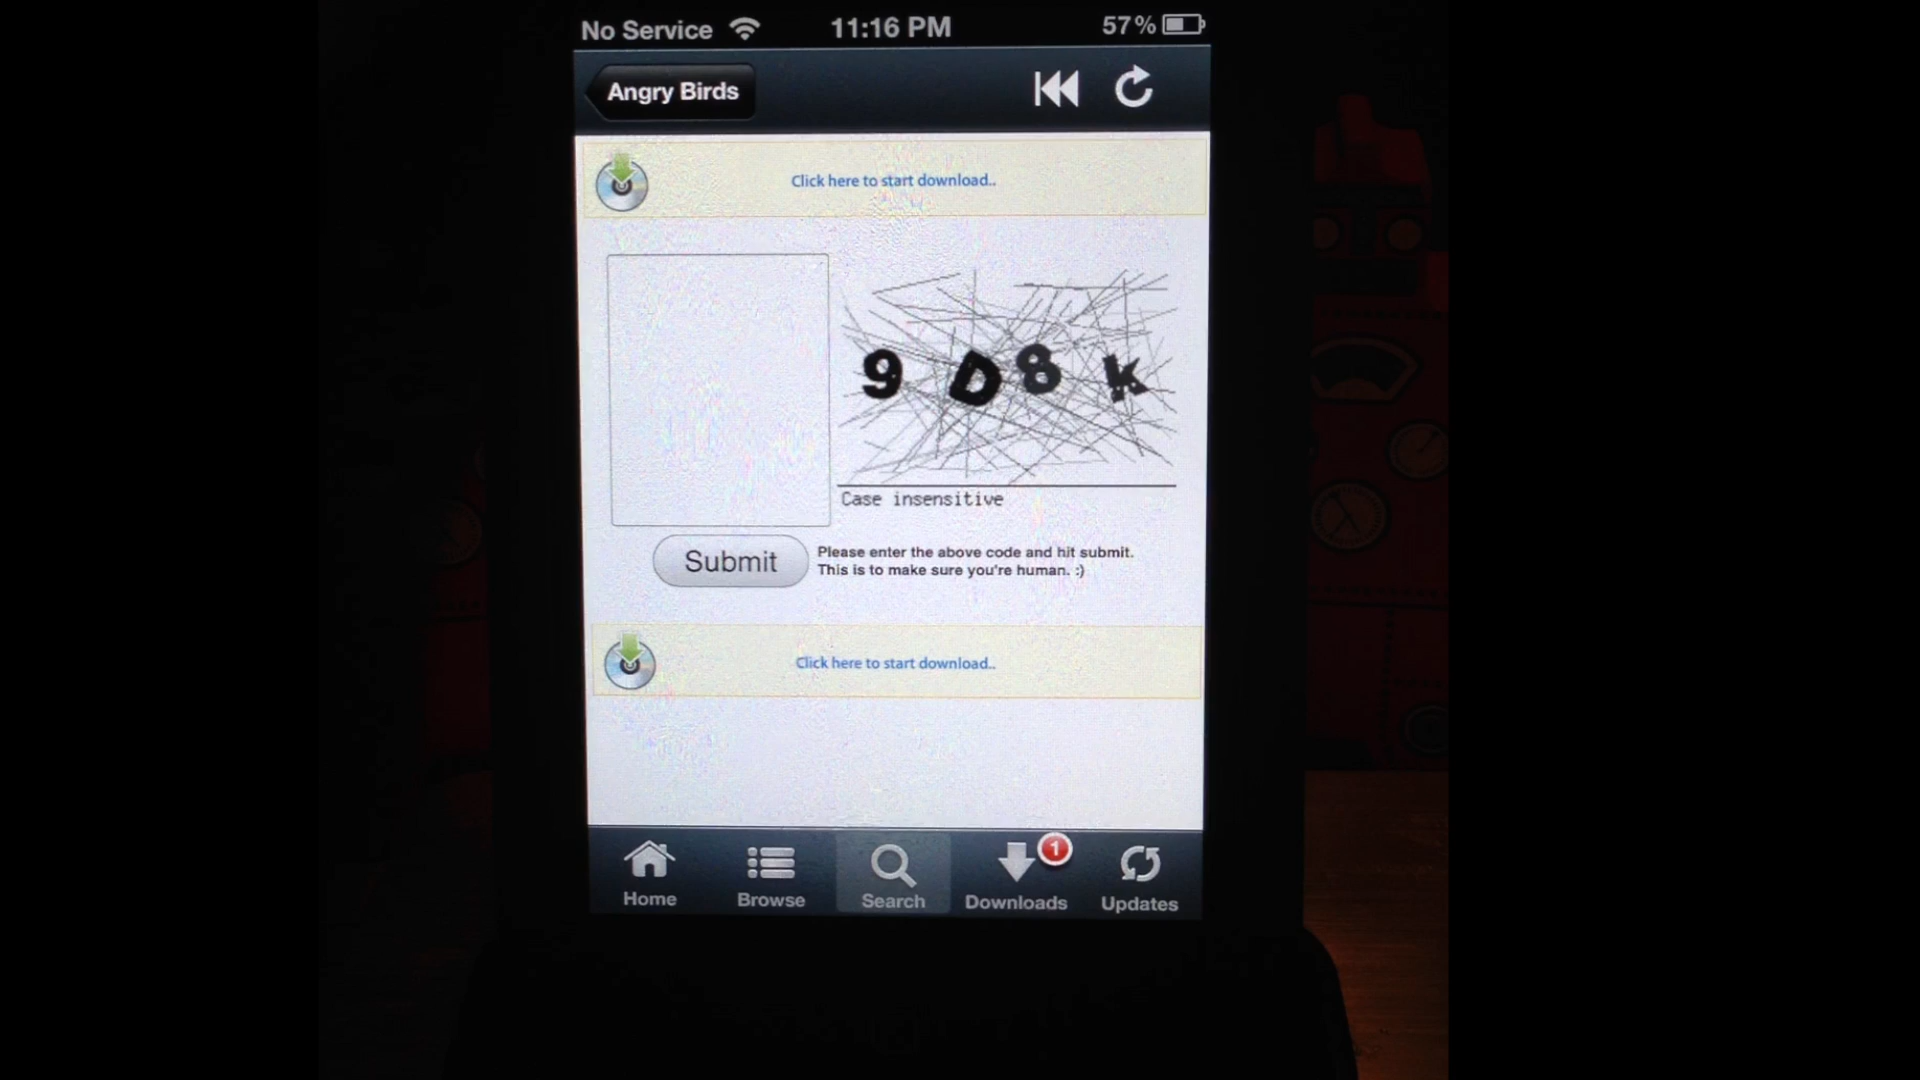 No Service 11:16 PM 57%
Angry Birds
Click here to start download..
9 D 8 k
Case insensitive
Submit
Please enter the above code and hit submit.
This is to make sure you're human. :)
Click here to start download..
1
Home Browse Search Downloads Updates